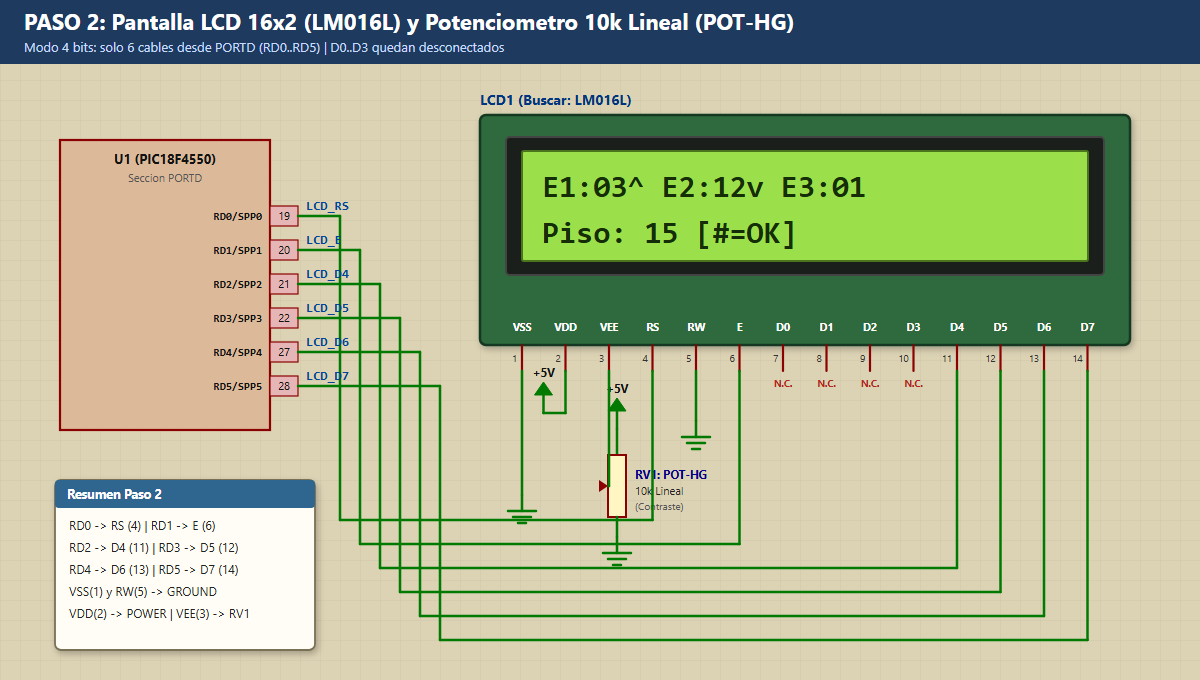 PASO 2: Pantalla LCD 16x2 (LM016L) y Potenciometro 10k Lineal (POT-HG)
Modo 4 bits: solo 6 cables desde PORTD (RD0..RD5) | D0..D3 quedan desconectados
LCD1 (Buscar: LM016L)
E1:03^ E2:12v E3:01
Piso: 15 [#=OK]
VSS VDD VEE RS RW E D0 D1 D2 D3 D4 D5 D6 D7
1 2 3 4 5 6 7 8 9 10 11 12 13 14
+5V
+5V
N.C. N.C. N.C. N.C.
U1 (PIC18F4550)
Seccion PORTD
RD0/SPP0 19 LCD_RS
RD1/SPP1 20 LCD_E
RD2/SPP2 21 LCD_D4
RD3/SPP3 22 LCD_D5
RD4/SPP4 27 LCD_D6
RD5/SPP5 28 LCD_D7
RV1: POT-HG
10k Lineal
(Contraste)
Resumen Paso 2
RD0 -> RS (4) | RD1 -> E (6)
RD2 -> D4 (11) | RD3 -> D5 (12)
RD4 -> D6 (13) | RD5 -> D7 (14)
VSS(1) y RW(5) -> GROUND
VDD(2) -> POWER | VEE(3) -> RV1